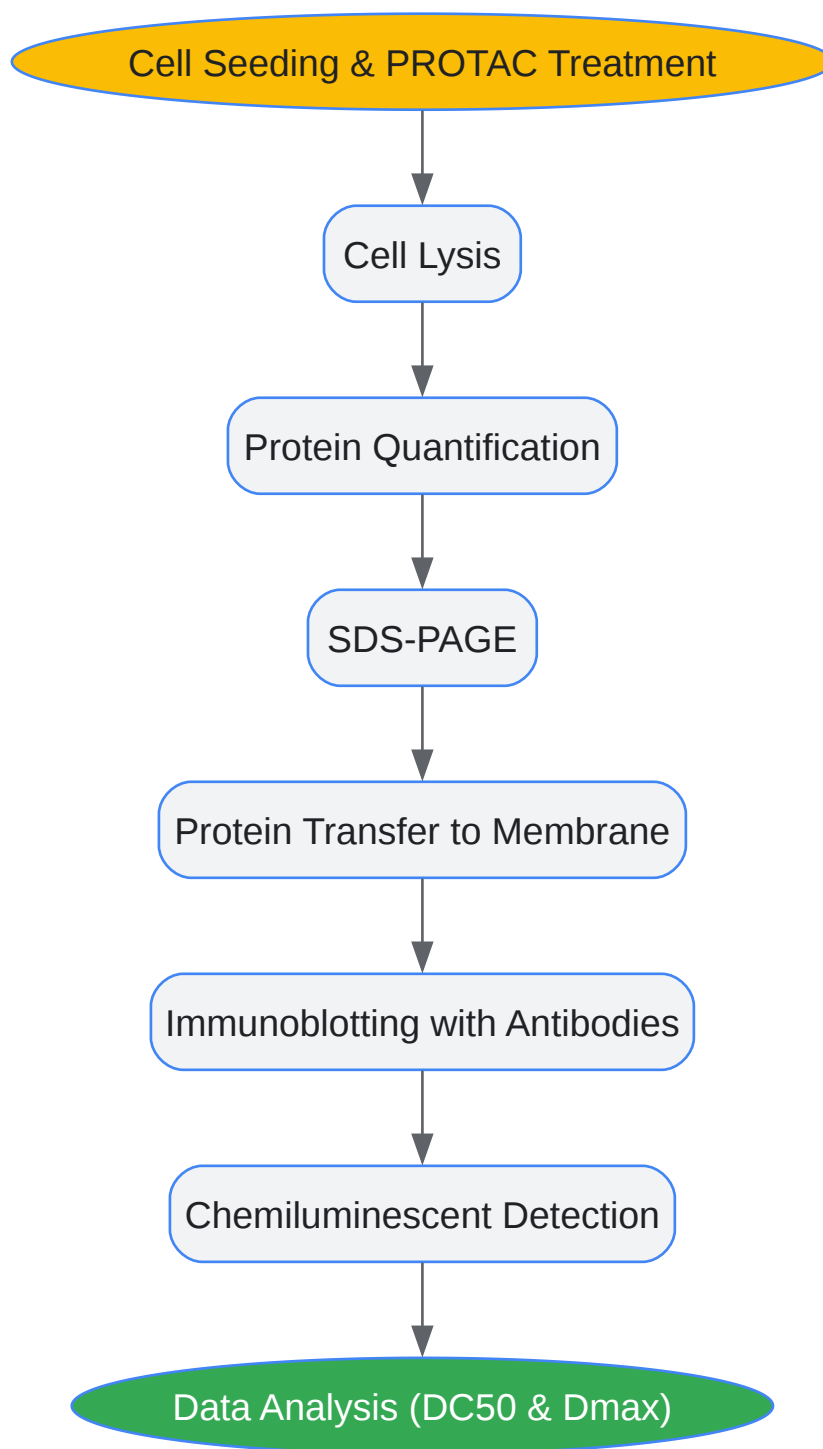 Cell Seeding & PROTAC Treatment
Cell Lysis
Protein Quantification
SDS-PAGE
Protein Transfer to Membrane
Immunoblotting with Antibodies
Chemiluminescent Detection
Data Analysis (DC50 & Dmax)